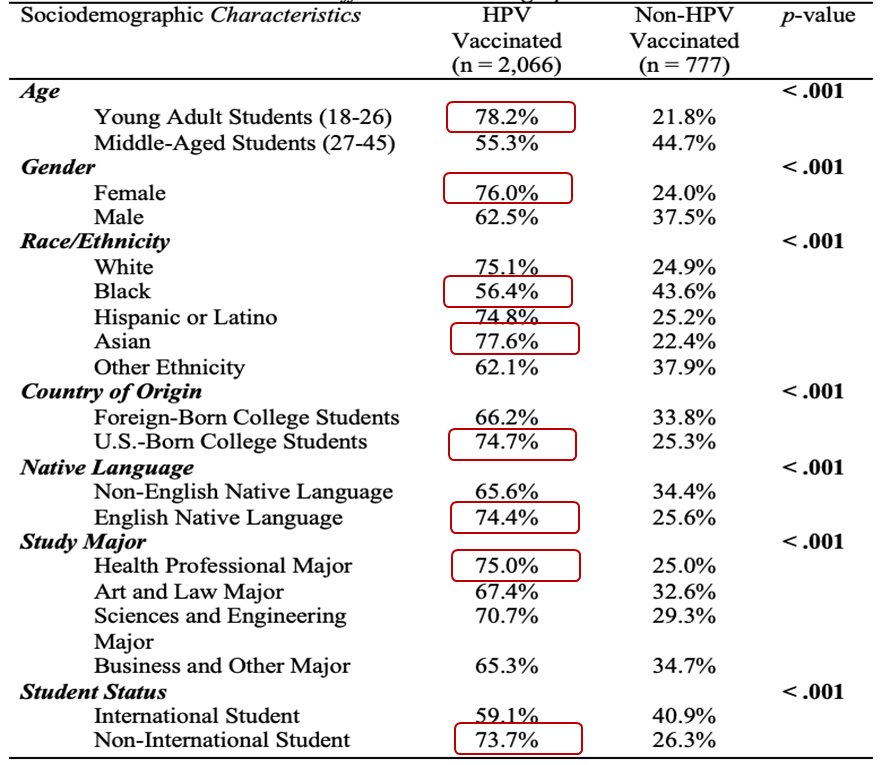 Sociodemographic Characteristics HPV Non-HPV p-value
Vaccinated Vaccinated
(n = 2,066) (n = 777)
Age < .001
Young Adult Students (18-26) 78.2% 21.8%
Middle-Aged Students (27-45) 55.3% 44.7%
Gender < .001
Female 76.0% 24.0%
Male 62.5% 37.5%
Race/Ethnicity < .001
White 75.1% 24.9%
Black 56.4% 43.6%
Hispanic or Latino 74.8% 25.2%
Asian 77.6% 22.4%
Other Ethnicity 62.1% 37.9%
Country of Origin < .001
Foreign-Born College Students 66.2% 33.8%
U.S.-Born College Students 74.7% 25.3%
Native Language < .001
Non-English Native Language 65.6% 34.4%
English Native Language 74.4% 25.6%
Study Major < .001
Health Professional Major 75.0% 25.0%
Art and Law Major 67.4% 32.6%
Sciences and Engineering 70.7% 29.3%
Major
Business and Other Major 65.3% 34.7%
Student Status < .001
International Student 59.1% 40.9%
Non-International Student 73.7% 26.3%